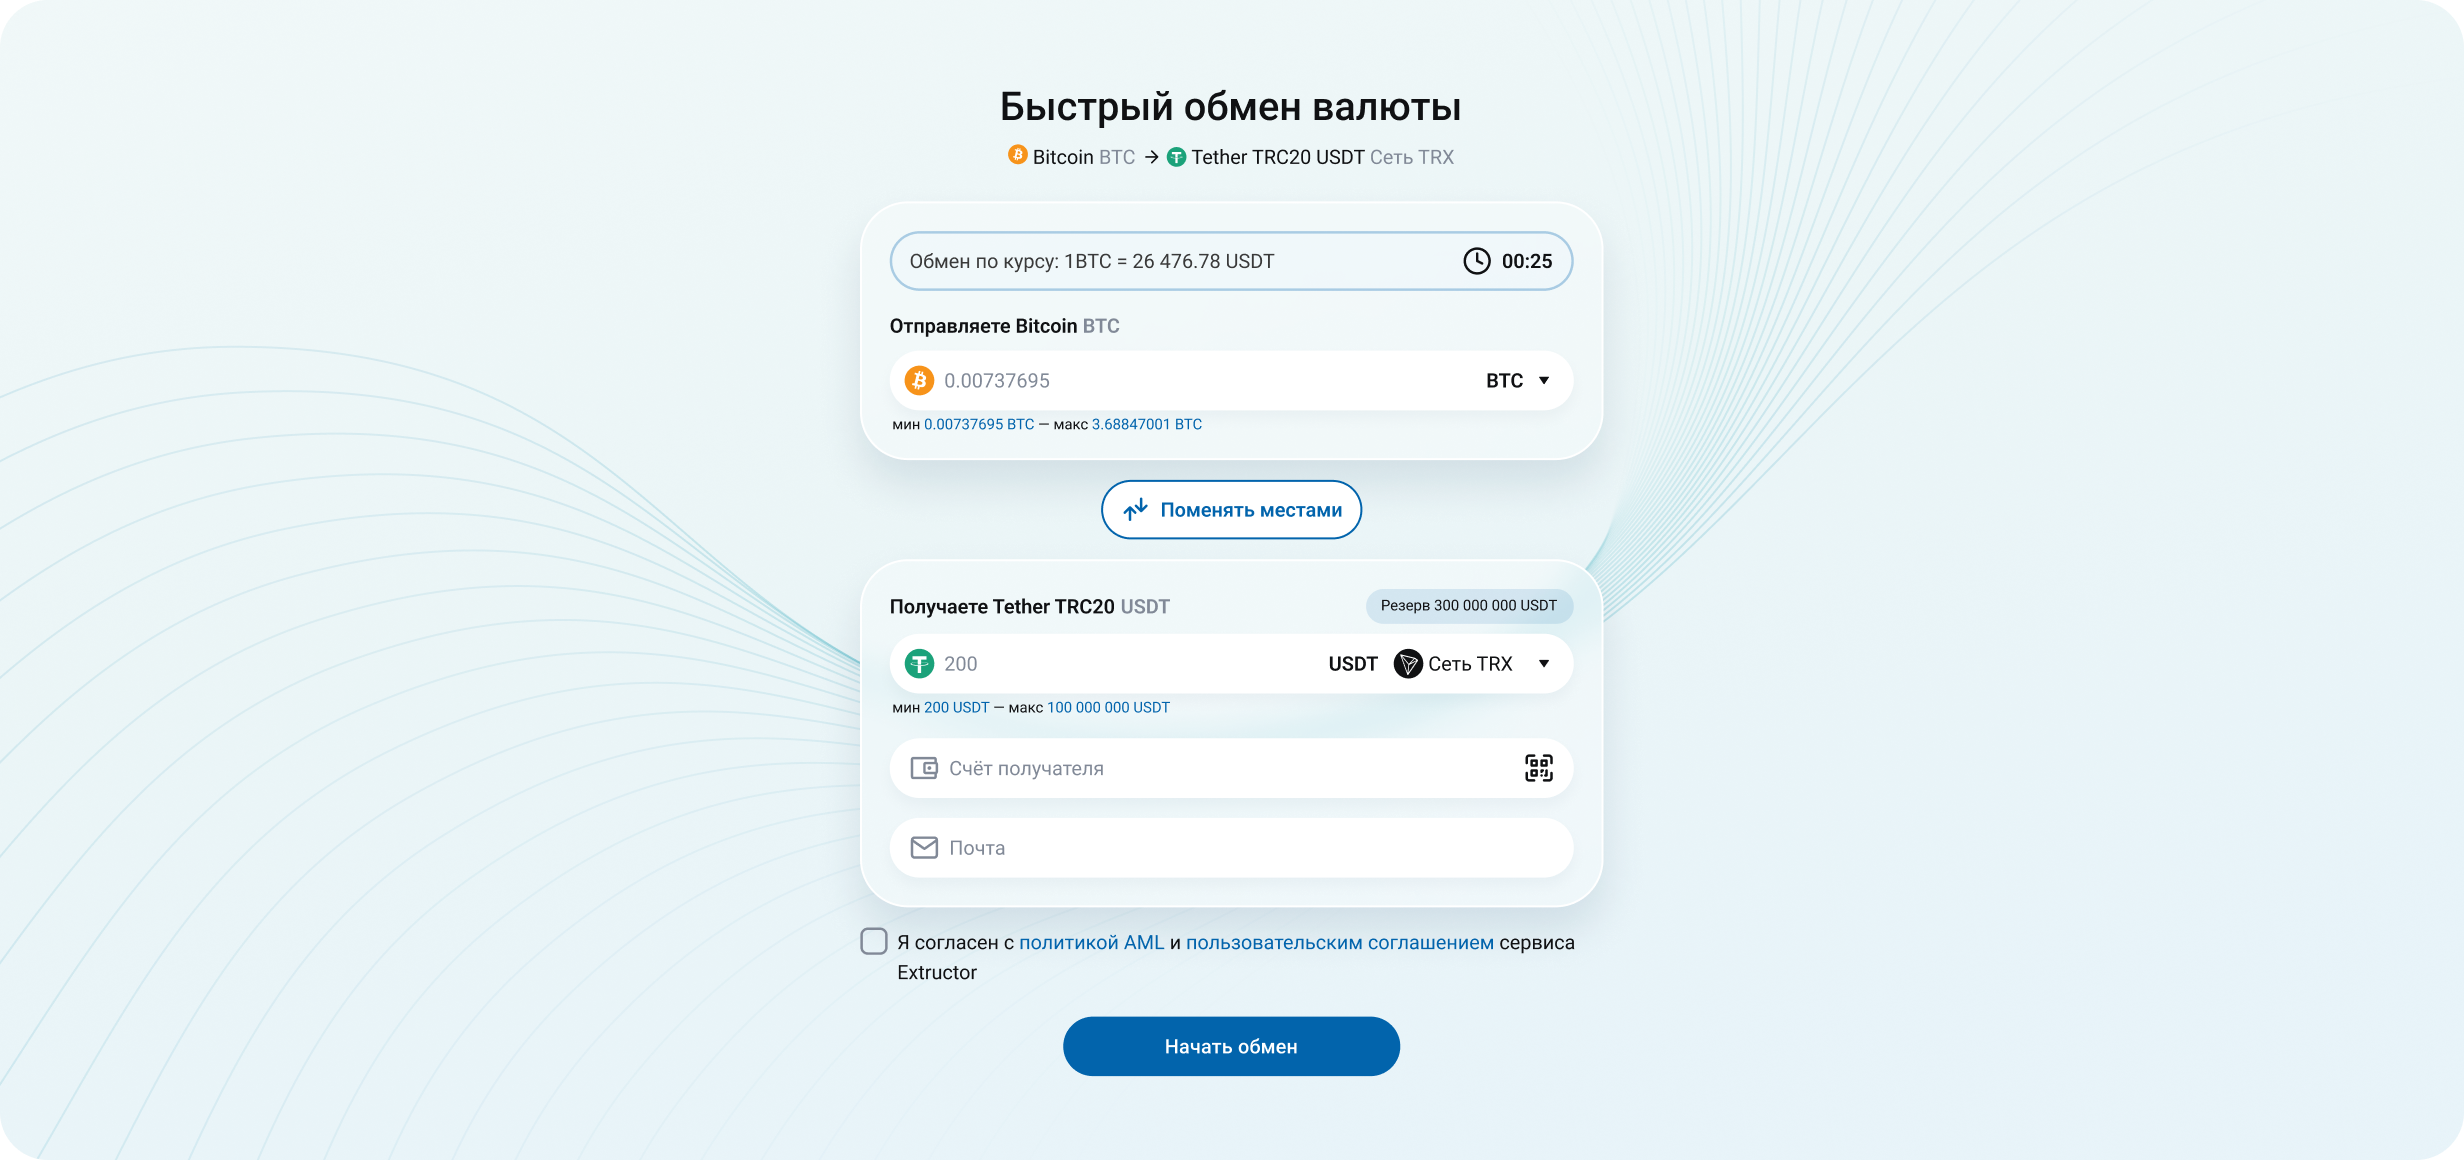 Быстрый обмен валюты
Bitcoin BTC → Tether TRC20 USDT Сеть TRX
Обмен по курсу: 1BTC = 26 476.78 USDT 00:25
Отправляете Bitcoin BTC
0.00737695 BTC
мин 0.00737695 BTC — макс 3.68847001 BTC
Поменять местами
Получаете Tether TRC20 USDT Резерв 300 000 000 USDT
200 USDT Сеть TRX
мин 200 USDT — макс 100 000 000 USDT
Счёт получателя
Почта
Я согласен с политикой AML и пользовательским соглашением сервиса
Extructor
Начать обмен